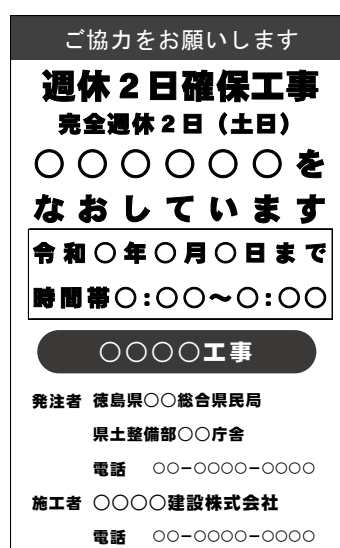 ご協力をお願いします
週休2日確保工事
完全週休2日（土日）
○○○○○○を
なおしています
令和○年○月○日まで
時間帯○:○○～○:○○
○○○○工事
発注者 徳島県○○総合県民局
県土整備部○○庁舎
電話 ○○-○○○○-○○○○
施工者 ○○○○建設株式会社
電話 ○○-○○○○-○○○○